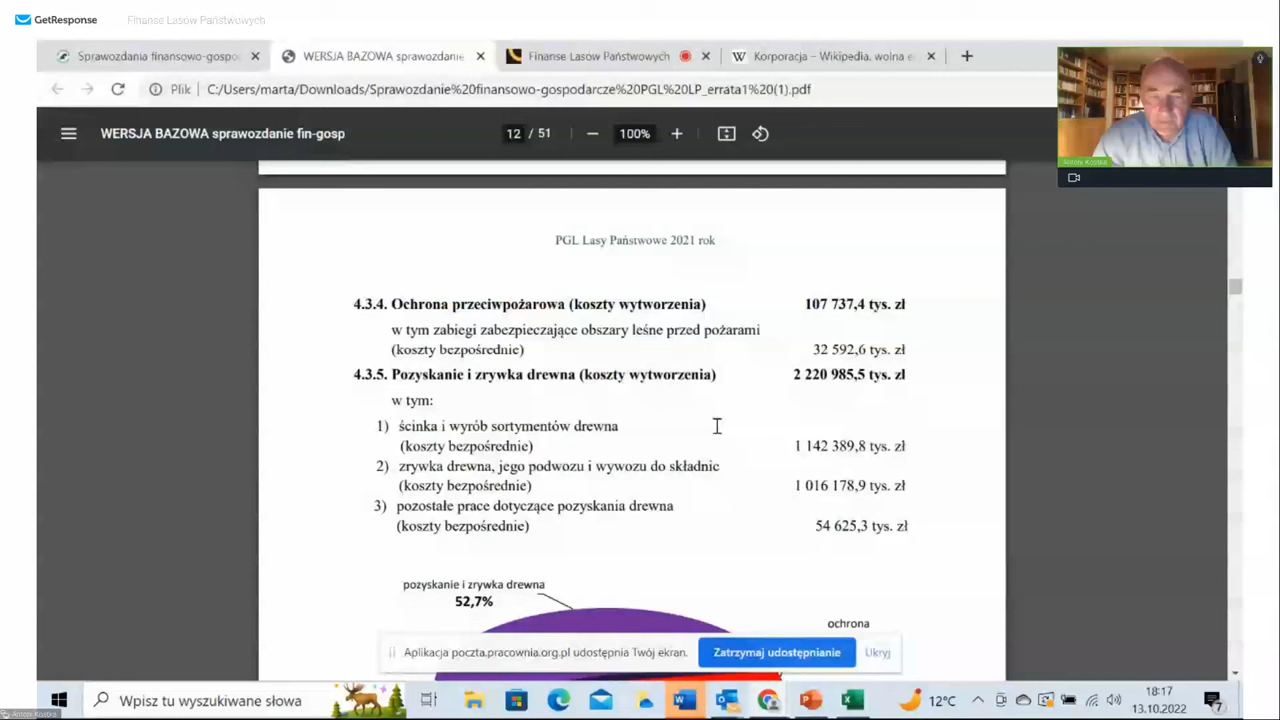 GetResponse
Finanse Lasów Państwowych
Sprawozdania finansowo-gospo
WERSJA BAZOWA sprawozdanie
Finanse Lasów Państwowych
Korporacja – Wikipedia, wolna e
Plik
C:/Users/marta/Downloads/Sprawozdanie%20finansowo-gospodarcze%20PGL%20LP_errata1%20(1).pdf
WERSJA BAZOWA sprawozdanie fin-gosp
12 / 51
100%
Antoni Kostka
PGL Lasy Państwowe 2021 rok
4.3.4. Ochrona przeciwpożarowa (koszty wytworzenia) 107 737,4 tys. zł
w tym zabiegi zabezpieczające obszary leśne przed pożarami
(koszty bezpośrednie) 32 592,6 tys. zł
4.3.5. Pozyskanie i zrywka drewna (koszty wytworzenia) 2 220 985,5 tys. zł
w tym:
1) ścinka i wyrób sortymentów drewna
(koszty bezpośrednie) 1 142 389,8 tys. zł
2) zrywka drewna, jego podwozu i wywozu do składnic
(koszty bezpośrednie) 1 016 178,9 tys. zł
3) pozostałe prace dotyczące pozyskania drewna
(koszty bezpośrednie) 54 625,3 tys. zł
pozyskanie i zrywka drewna
52,7%
ochrona
Aplikacja poczta.pracownia.org.pl udostępnia Twój ekran.
Zatrzymaj udostępnianie
Ukryj
Wpisz tu wyszukiwane słowa
12°C
18:17
13.10.2022
7
Antoni Kostka